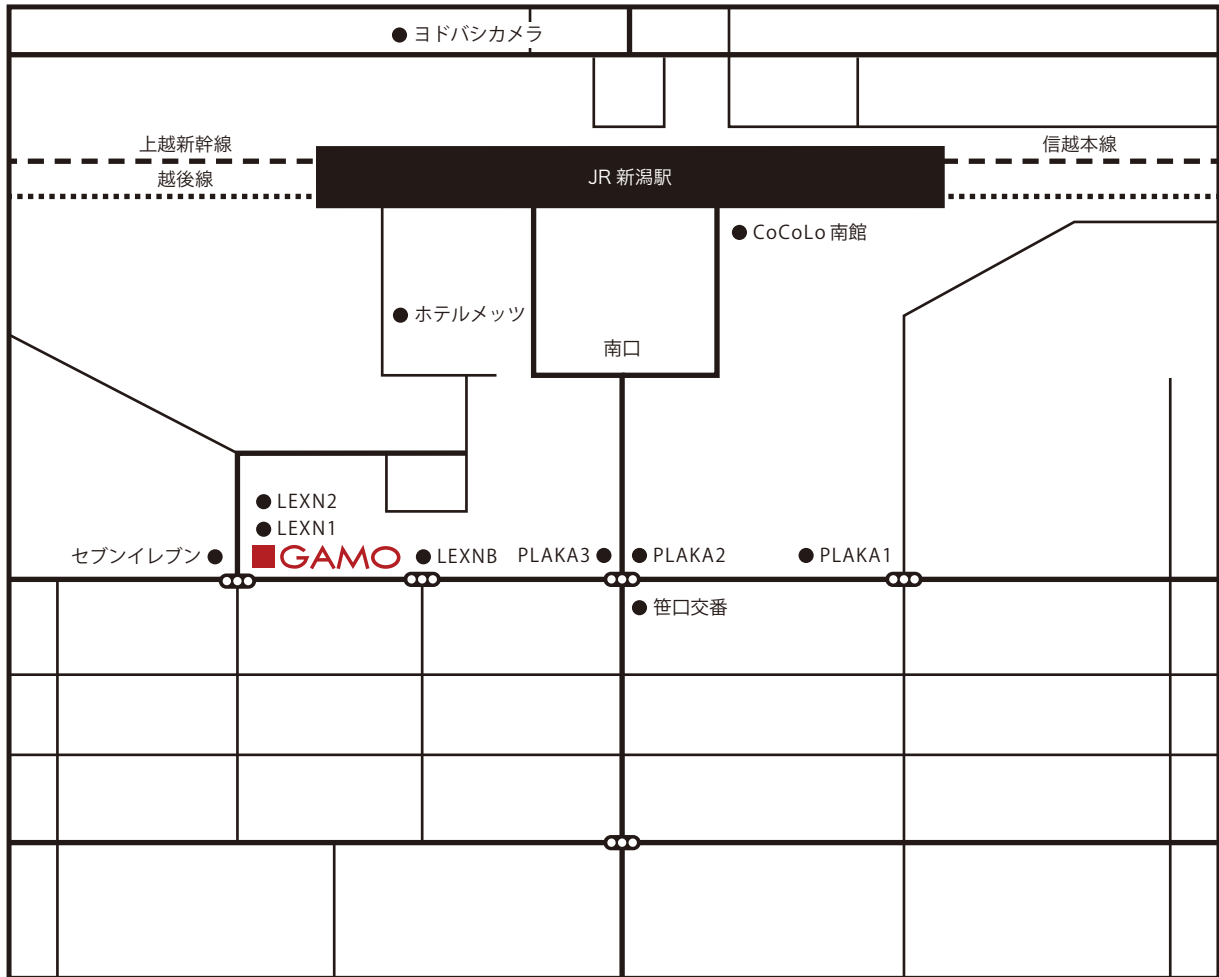 ヨドバシカメラ
上越新幹線
信越本線
越後線
JR 新潟駅
CoCoLo 南館
ホテルメッツ
南口
LEXN2
LEXN1
セブンイレブン
GAMO
LEXNB
PLAKA3
PLAKA2
PLAKA1
笹口交番